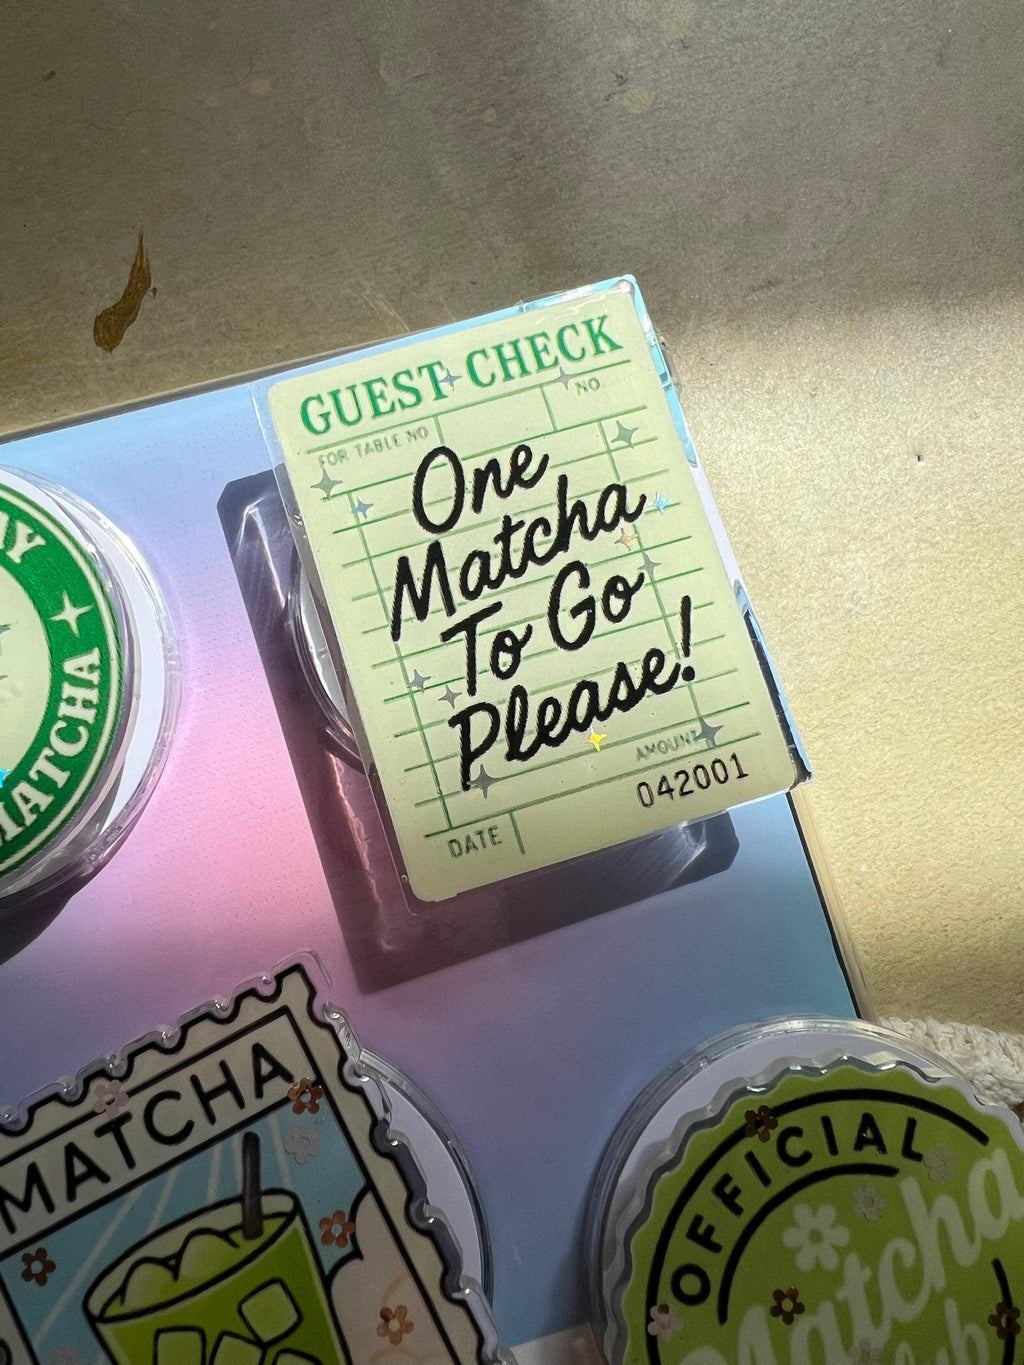 GUEST CHECK
FOR TABLE NO
NO.
One
Matcha
To Go
Please!
AMOUNT
042001
DATE
MATCHA
MATCHA
OFFICIAL
Matcha